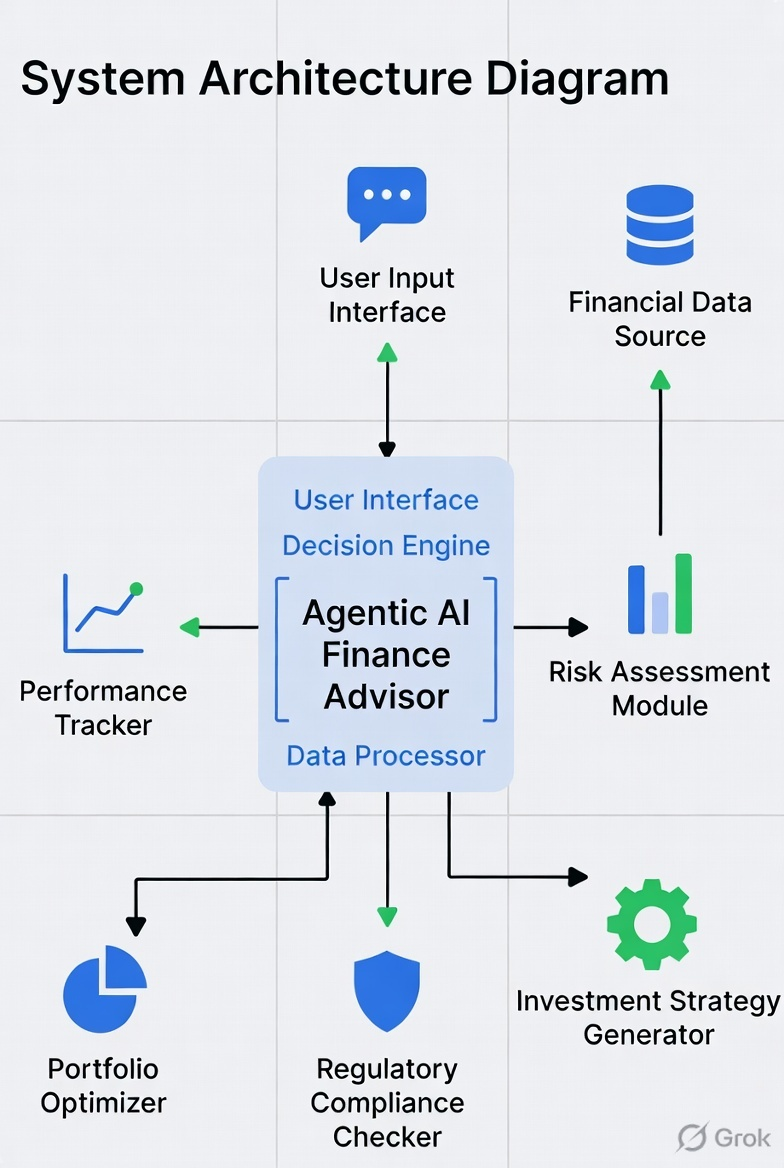 System Architecture Diagram
User Input
Interface
Financial Data
Source
User Interface
Decision Engine
Agentic AI
Finance
Advisor
Data Processor
Performance
Tracker
Risk Assessment
Module
Portfolio
Optimizer
Regulatory
Compliance
Checker
Investment Strategy
Generator
Grok